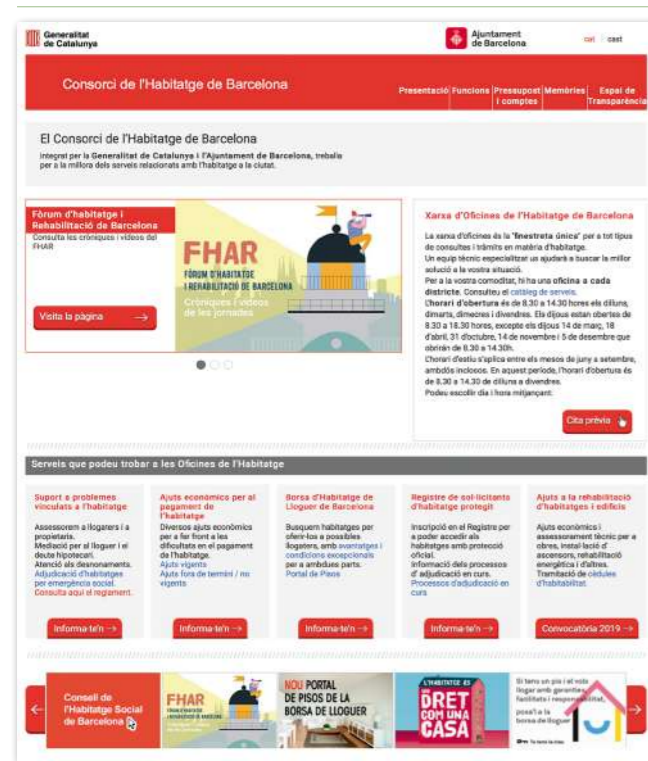 Generalitat
de Catalunya
Ajuntament
de Barcelona
cat cast
Consorci de l'Habitatge de Barcelona
Presentació Funcions Pressupost Memòries Espai de
i comptes Transparència
El Consorci de l'Habitatge de Barcelona
integrat per la Generalitat de Catalunya i l'Ajuntament de Barcelona, treballa
per a la millora dels serveis relacionats amb l'habitatge a la ciutat.
Fòrum d'habitatge i
Rehabilitació de Barcelona
Consulta les cròniques i vídeos del
FHAR
Visita la pàgina →
FHAR
FÒRUM D'HABITATGE
I REHABILITACIÓ DE BARCELONA
Cròniques i vídeos
de les jornades
Xarxa d'Oficines de l'Habitatge de Barcelona
La xarxa d'oficines és la "finestreta única" per a tot tipus
de consultes i tràmits en matèria d'habitatge.
Un equip tècnic especialitzat us ajudarà a buscar la millor
solució a la vostra situació.
Per a la vostra comoditat, hi ha una oficina a cada
districte. Consulteu el catàleg de serveis.
L'horari d'obertura és de 8.30 a 14.30 hores els dilluns,
dimarts, dimecres i divendres. Els dijous estan obertes de
8.30 a 18.30 hores, excepte els dijous 14 de març, 18
d'abril, 31 d'octubre, 14 de novembre i 5 de desembre que
obriran de 8.30 a 14.30h.
L'horari d'estiu s'aplica entre els mesos de juny a setembre,
ambdós inclosos. En aquest període, l'horari d'obertura és
de 8.30 a 14.30 de dilluns a divendres.
Podeu escollir dia i hora mitjançant:
Cita prèvia
Serveis que podeu trobar a les Oficines de l'Habitatge
Suport a problemes
vinculats a l'habitatge
Assessorem a llogaters i a
propietaris.
Mediació per al lloguer i el
deute hipotecari.
Atenció als desnonaments.
Adjudicació d'habitatges
per emergència social.
Consulta aquí el reglament.
Informa-te'n →
Ajuts econòmics per al
pagament de
l'habitatge
Diversos ajuts econòmics
per a fer front a les
dificultats en el pagament
de l'habitatge.
Ajuts vigents
Ajuts fora de termini / no
vigents
Informa-te'n →
Borsa d'Habitatge de
Lloguer de Barcelona
Busquem habitatges per
oferir-los a possibles
llogaters, amb avantatges i
condicions excepcionals
per a ambdues parts.
Portal de Pisos
Informa-te'n →
Registre de sol·licitants
d'habitatge protegit
Inscripció en el Registre per
a poder accedir als
habitatges amb protecció
oficial.
Informació dels processos
d' adjudicació en curs.
Processos d'adjudicació en
curs
Informa-te'n →
Ajuts a la rehabilitació
d'habitatges i edificis
Ajuts econòmics i
assessorament tècnic per a
obres, instal·lació d'
ascensors, rehabilitació
energètica i d'altres.
Tramitació de cèdules
d'habitabilitat.
Convocatòria 2019 →
Consell de
l'Habitatge Social
de Barcelona
FHAR
NOU PORTAL
DE PISOS DE LA
BORSA DE LLOGUER
L'HABITATGE ÉS
DRET
COM UNA
CASA
Si tens un pis i el vols
llogar amb garanties,
facilitats i responsabilitat,
posa'l a la
borsa de lloguer